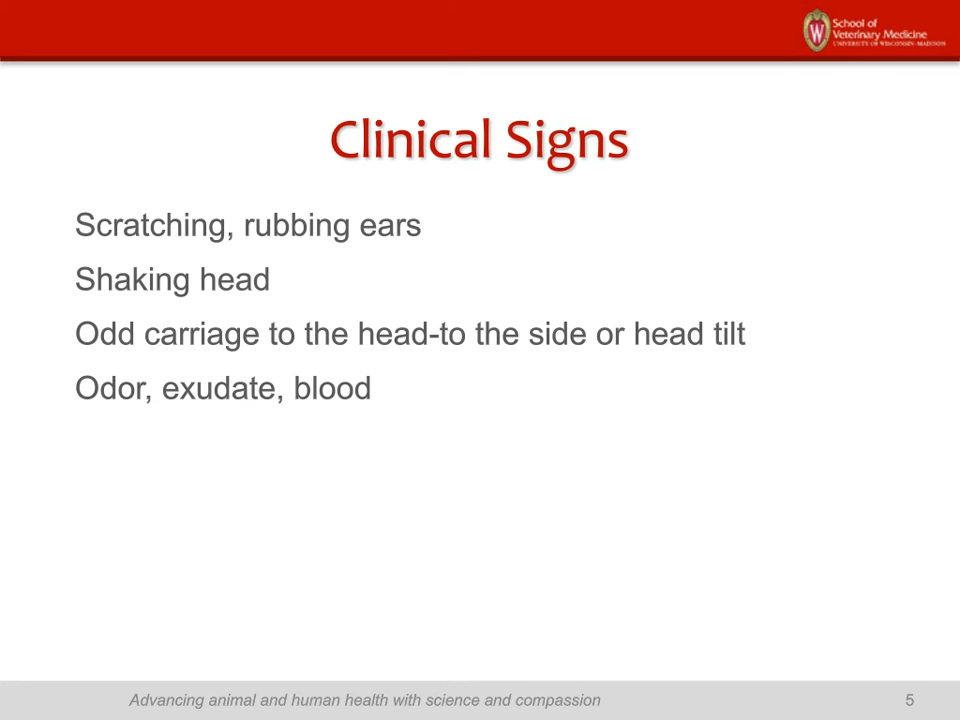 School of
Veterinary Medicine
UNIVERSITY OF WISCONSIN-MADISON
Clinical Signs
Scratching, rubbing ears
Shaking head
Odd carriage to the head-to the side or head tilt
Odor, exudate, blood
Advancing animal and human health with science and compassion
5